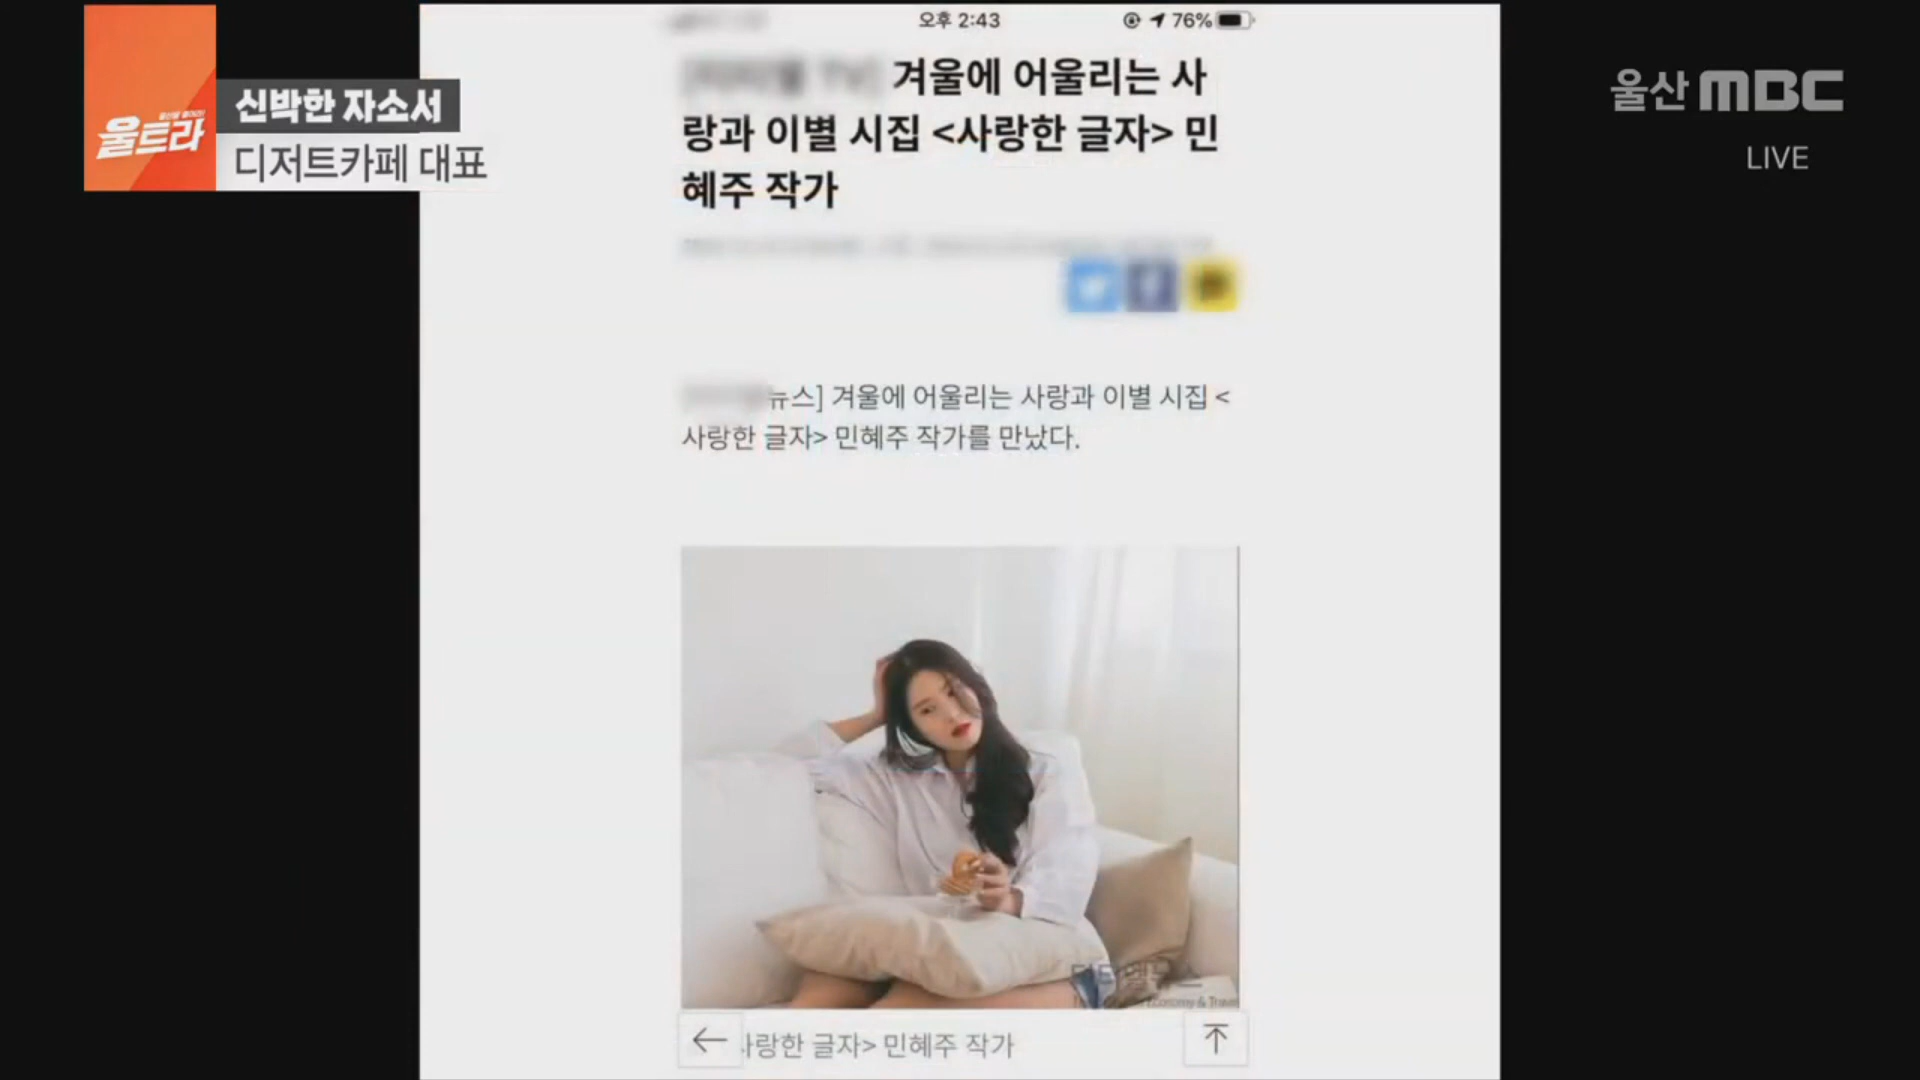 오후 2:43
76%
겨울에 어울리는 사
랑과 이별 시집 <사랑한 글자> 민
혜주 작가
뉴스] 겨울에 어울리는 사랑과 이별 시집 <
사랑한 글자> 민혜주 작가를 만났다.
Economy & Travel
사랑한 글자> 민혜주 작가
울트라
신박한 자소서
디저트카페 대표
울산 MBC
LIVE